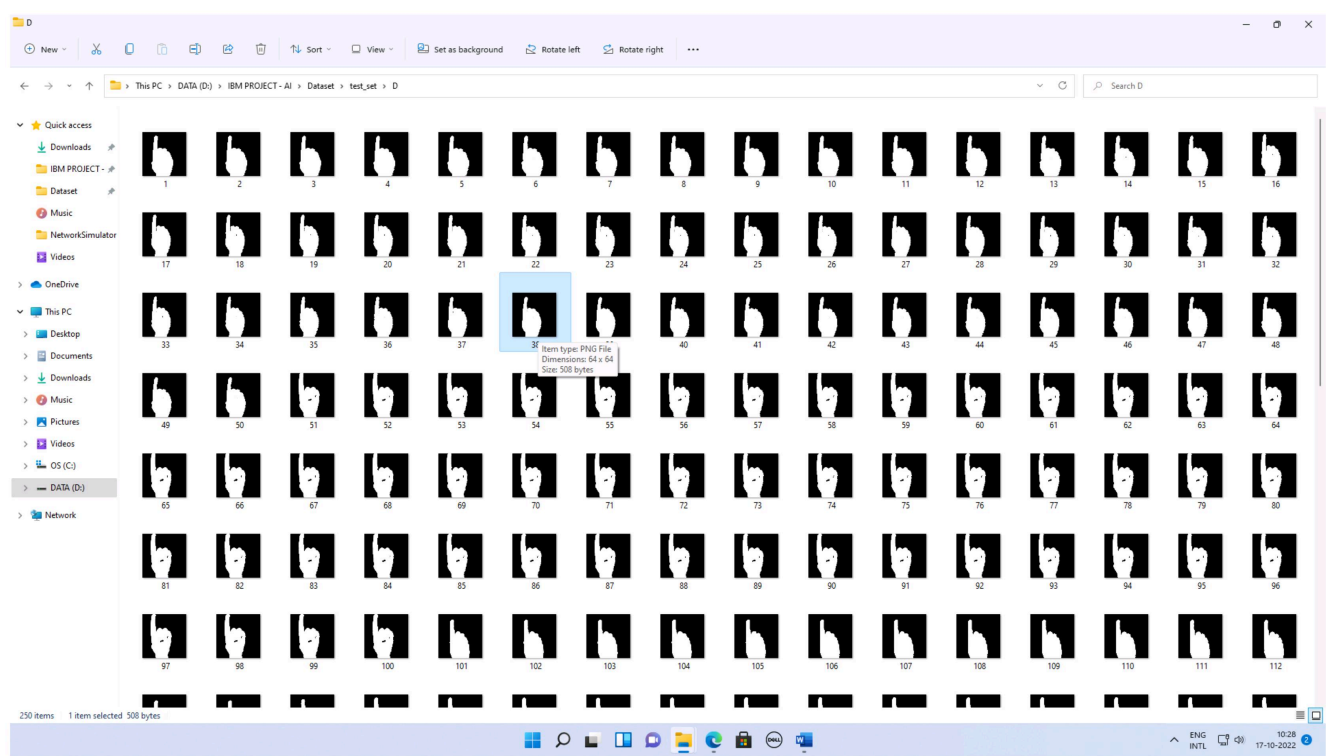 D
New
Sort
View
Set as background
Rotate left
Rotate right
This PC > DATA (D:) > IBM PROJECT - AI > Dataset > test_set > D
Search D
Quick access
Downloads
IBM PROJECT -
Dataset
Music
NetworkSimulator
Videos
OneDrive
This PC
Desktop
Documents
Downloads
Music
Pictures
Videos
OS (C:)
DATA (D:)
Network
1 2 3 4 5 6 7 8 9 10 11 12 13 14 15 16
17 18 19 20 21 22 23 24 25 26 27 28 29 30 31 32
33 34 35 36 37 38 40 41 42 43 44 45 46 47 48
Item type: PNG File
Dimensions: 64 x 64
Size: 508 bytes
49 50 51 52 53 54 55 56 57 58 59 60 61 62 63 64
65 66 67 68 69 70 71 72 73 74 75 76 77 78 79 80
81 82 83 84 85 86 87 88 89 90 91 92 93 94 95 96
97 98 99 100 101 102 103 104 105 106 107 108 109 110 111 112
250 items 1 item selected 508 bytes
DELL
W
ENG
INTL
10:28
17-10-2022
2